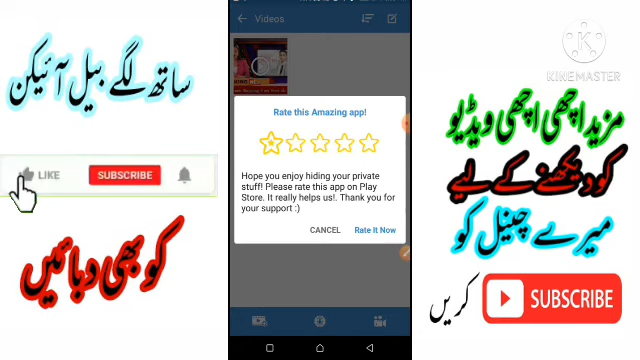 ساتھ لگے بیل آئیکن
LIKE
SUBSCRIBE
کو بھی دبائیں
Videos
Rate this Amazing app!
Hope you enjoy hiding your private
stuff! Please rate this app on Play
Store. It really helps us!. Thank you for
your support :)
CANCEL
Rate It Now
KINEMASTER
مزید اچھی اچھی ویڈیو
کو دیکھنے کے لیے
میرے چینل کو
SUBSCRIBE
کریں